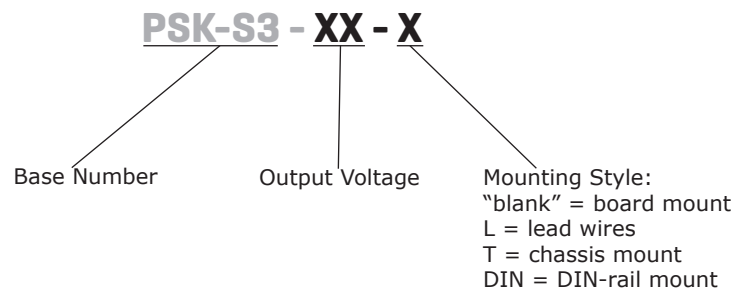 PSK-S3 - XX - X
Base Number
Output Voltage
Mounting Style:
“blank” = board mount
L = lead wires
T = chassis mount
DIN = DIN-rail mount